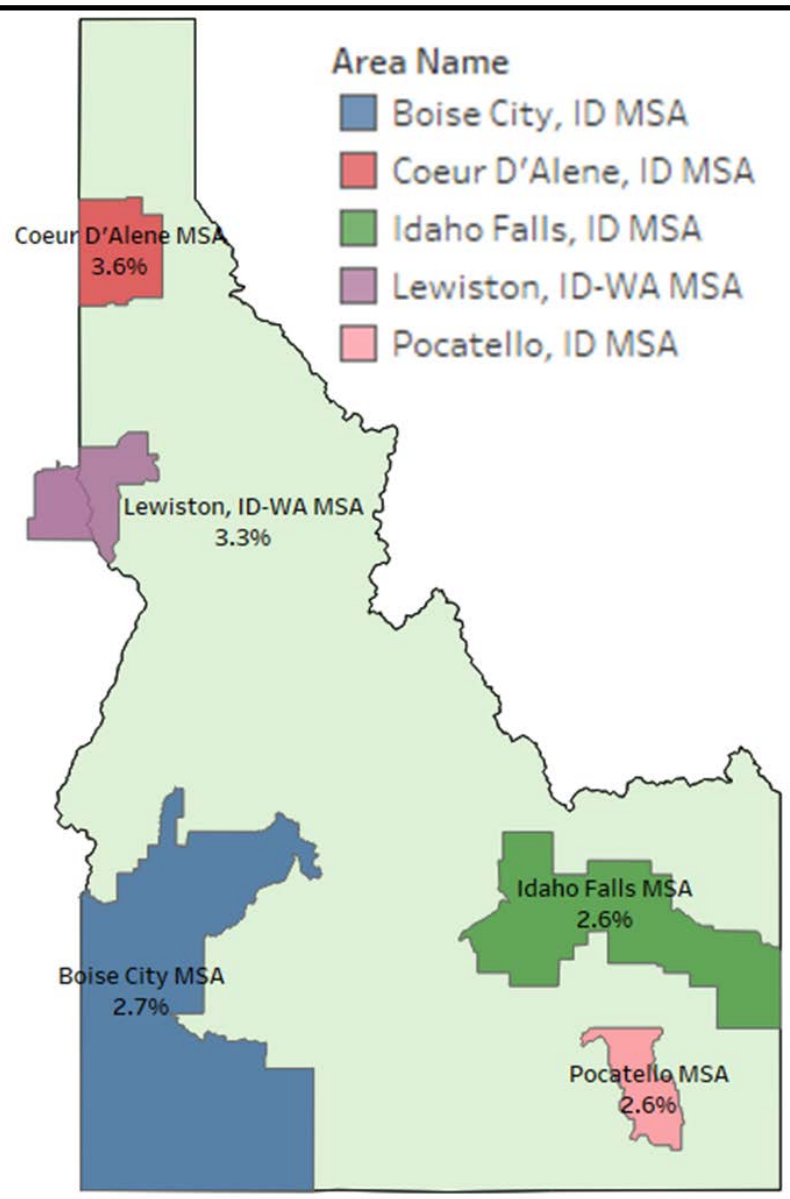 Area Name
Boise City, ID MSA
Coeur D’Alene, ID MSA
Idaho Falls, ID MSA
Lewiston, ID-WA MSA
Pocatello, ID MSA
Coeur D’Alene MSA
3.6%
Lewiston, ID-WA MSA
3.3%
Idaho Falls MSA
2.6%
Boise City MSA
2.7%
Pocatello MSA
2.6%